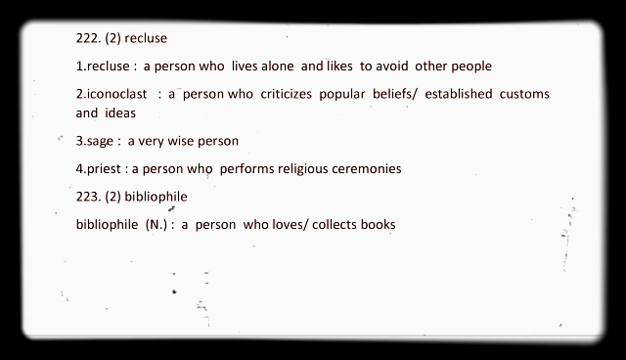 222. (2) recluse
1.recluse : a person who lives alone and likes to avoid other people
2.iconoclast : a person who criticizes popular beliefs/ established customs
and ideas
3.sage : a very wise person
4.priest : a person who performs religious ceremonies
223. (2) bibliophile
bibliophile (N.) : a person who loves/ collects books